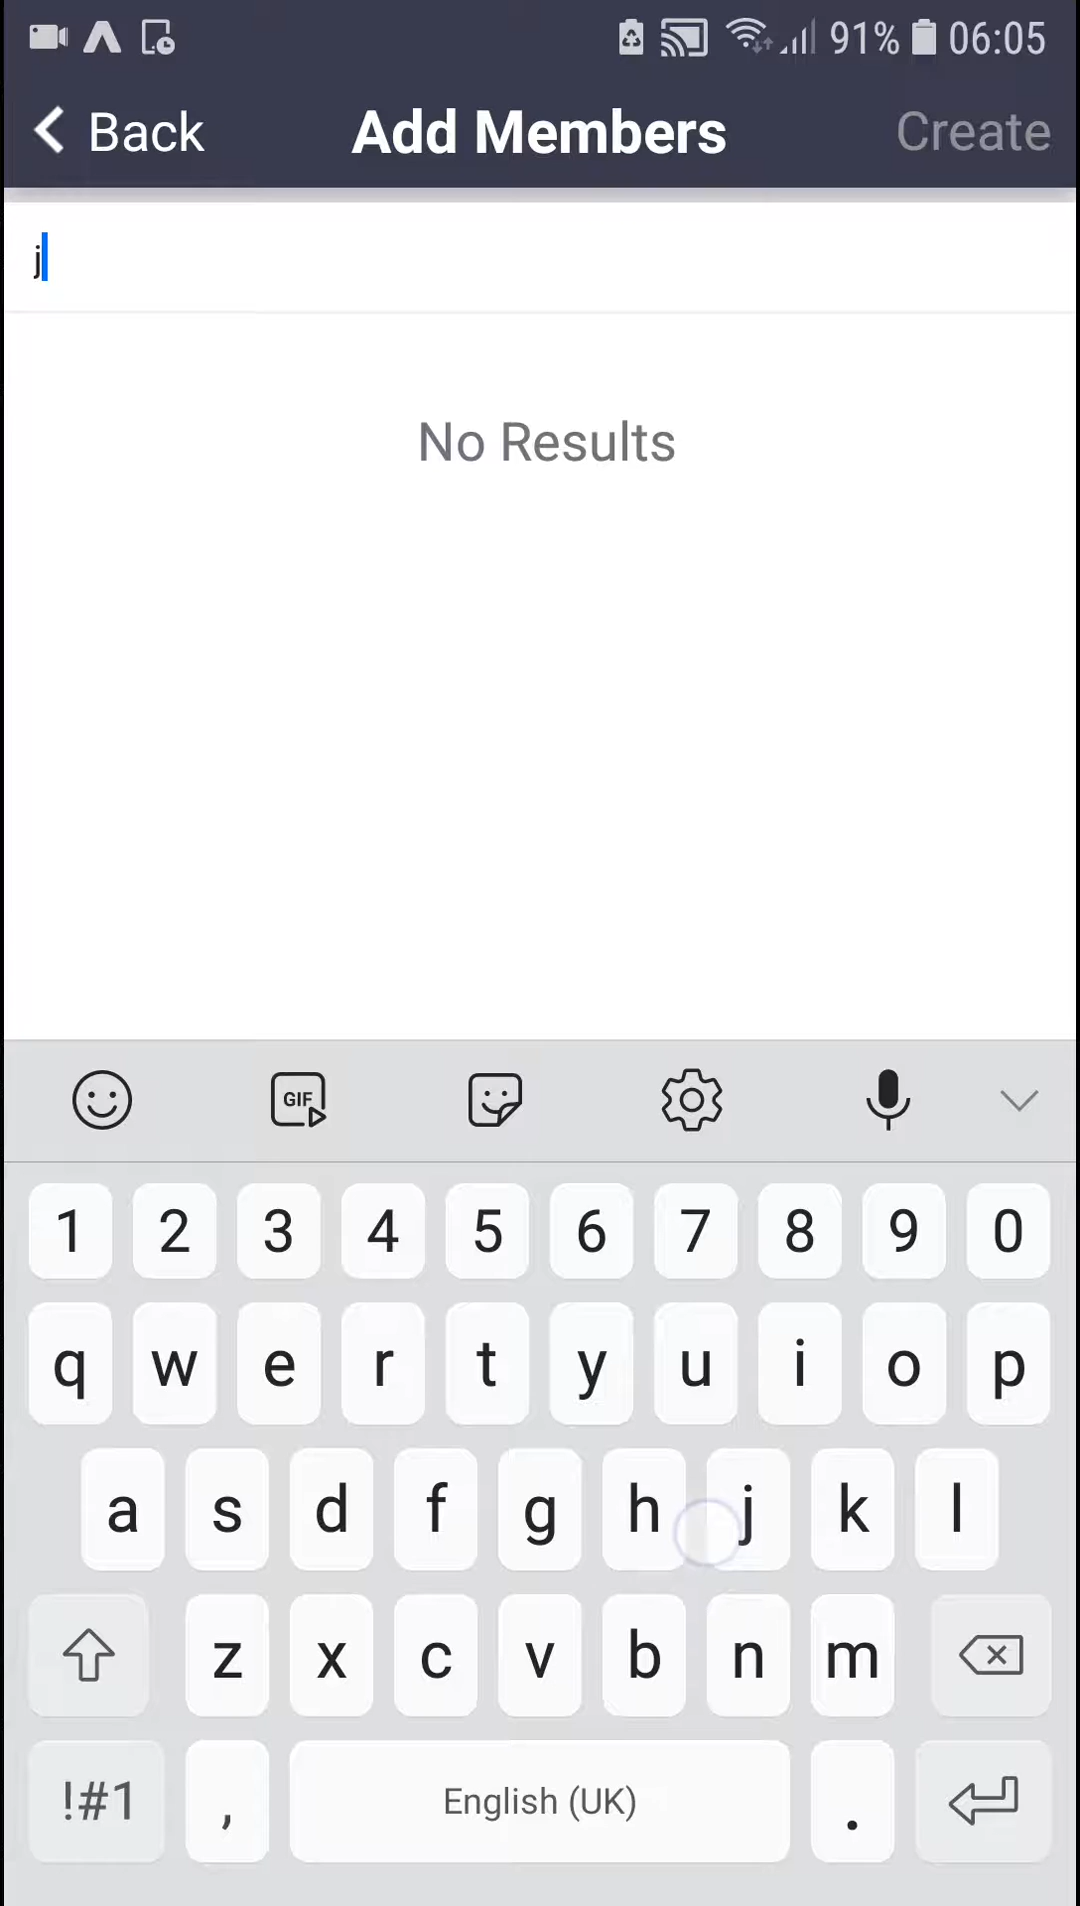 91% 06:05
Back Add Members Create
j
No Results
GIF
1 2 3 4 5 6 7 8 9 0
q w e r t y u i o p
a s d f g h j k l
z x c v b n m
!#1 , English (UK) .